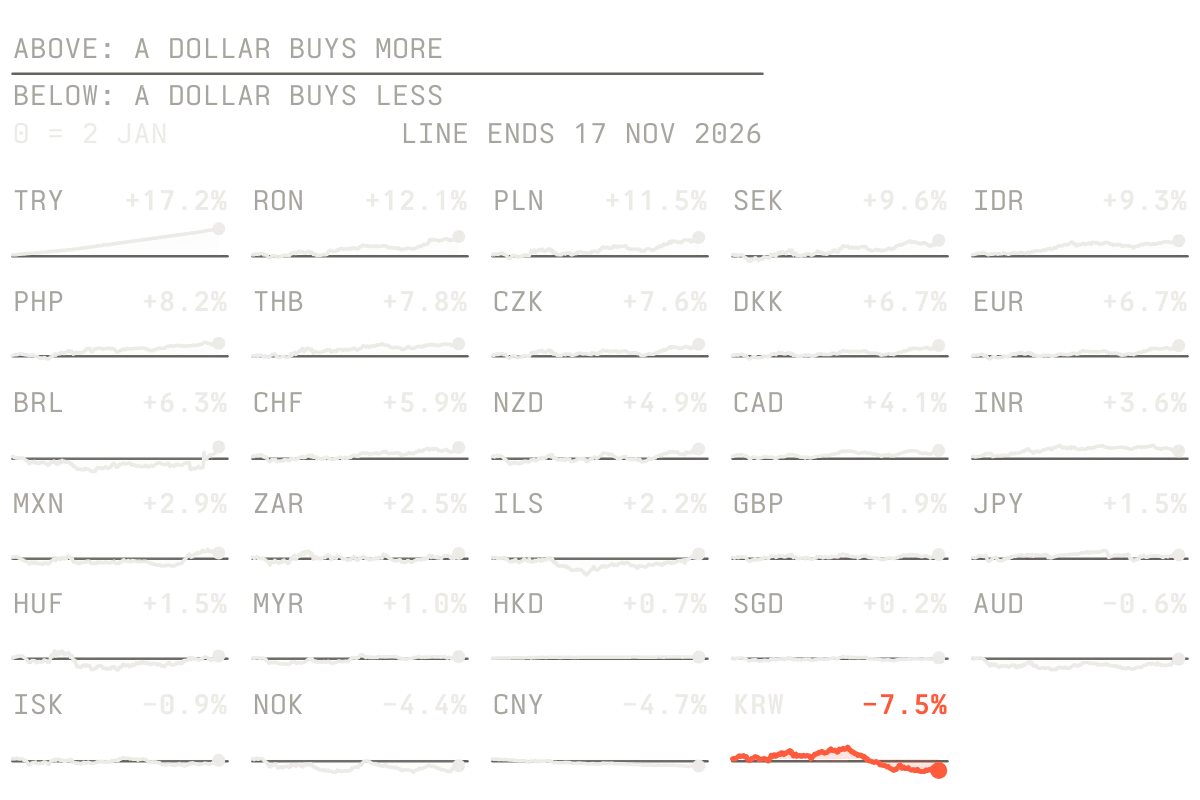 ABOVE: A DOLLAR BUYS MORE
BELOW: A DOLLAR BUYS LESS
0 = 2 JAN LINE ENDS 17 NOV 2026
TRY +17.2% RON +12.1% PLN +11.5% SEK +9.6% IDR +9.3%
PHP +8.2% THB +7.8% CZK +7.6% DKK +6.7% EUR +6.7%
BRL +6.3% CHF +5.9% NZD +4.9% CAD +4.1% INR +3.6%
MXN +2.9% ZAR +2.5% ILS +2.2% GBP +1.9% JPY +1.5%
HUF +1.5% MYR +1.0% HKD +0.7% SGD +0.2% AUD −0.6%
ISK −0.9% NOK −4.4% CNY −4.7% KRW −7.5%